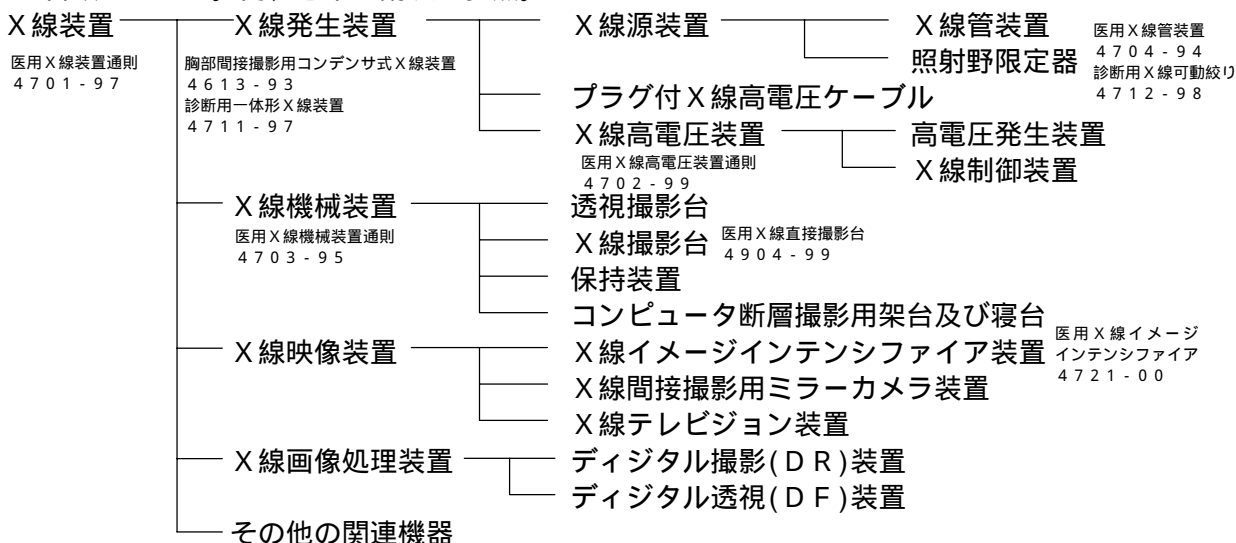 X線装置
医用X線装置通則
4701-97
X線発生装置
胸部間接撮影用コンデンサ式X線装置
4613-93
診断用一体形X線装置
4711-97
X線源装置
X線管装置
医用X線管装置
4704-94
照射野限定器
診断用X線可動絞り
4712-98
プラグ付X線高電圧ケーブル
X線高電圧装置
医用X線高電圧装置通則
4702-99
高電圧発生装置
X線制御装置
X線機械装置
医用X線機械装置通則
4703-95
透視撮影台
X線撮影台
医用X線直接撮影台
4904-99
保持装置
コンピュータ断層撮影用架台及び寝台
X線映像装置
X線イメージインテンシファイア装置
医用X線イメージ
インテンシファイア
4721-00
X線間接撮影用ミラーカメラ装置
X線テレビジョン装置
X線画像処理装置
ディジタル撮影(DR)装置
ディジタル透視(DF)装置
その他の関連機器